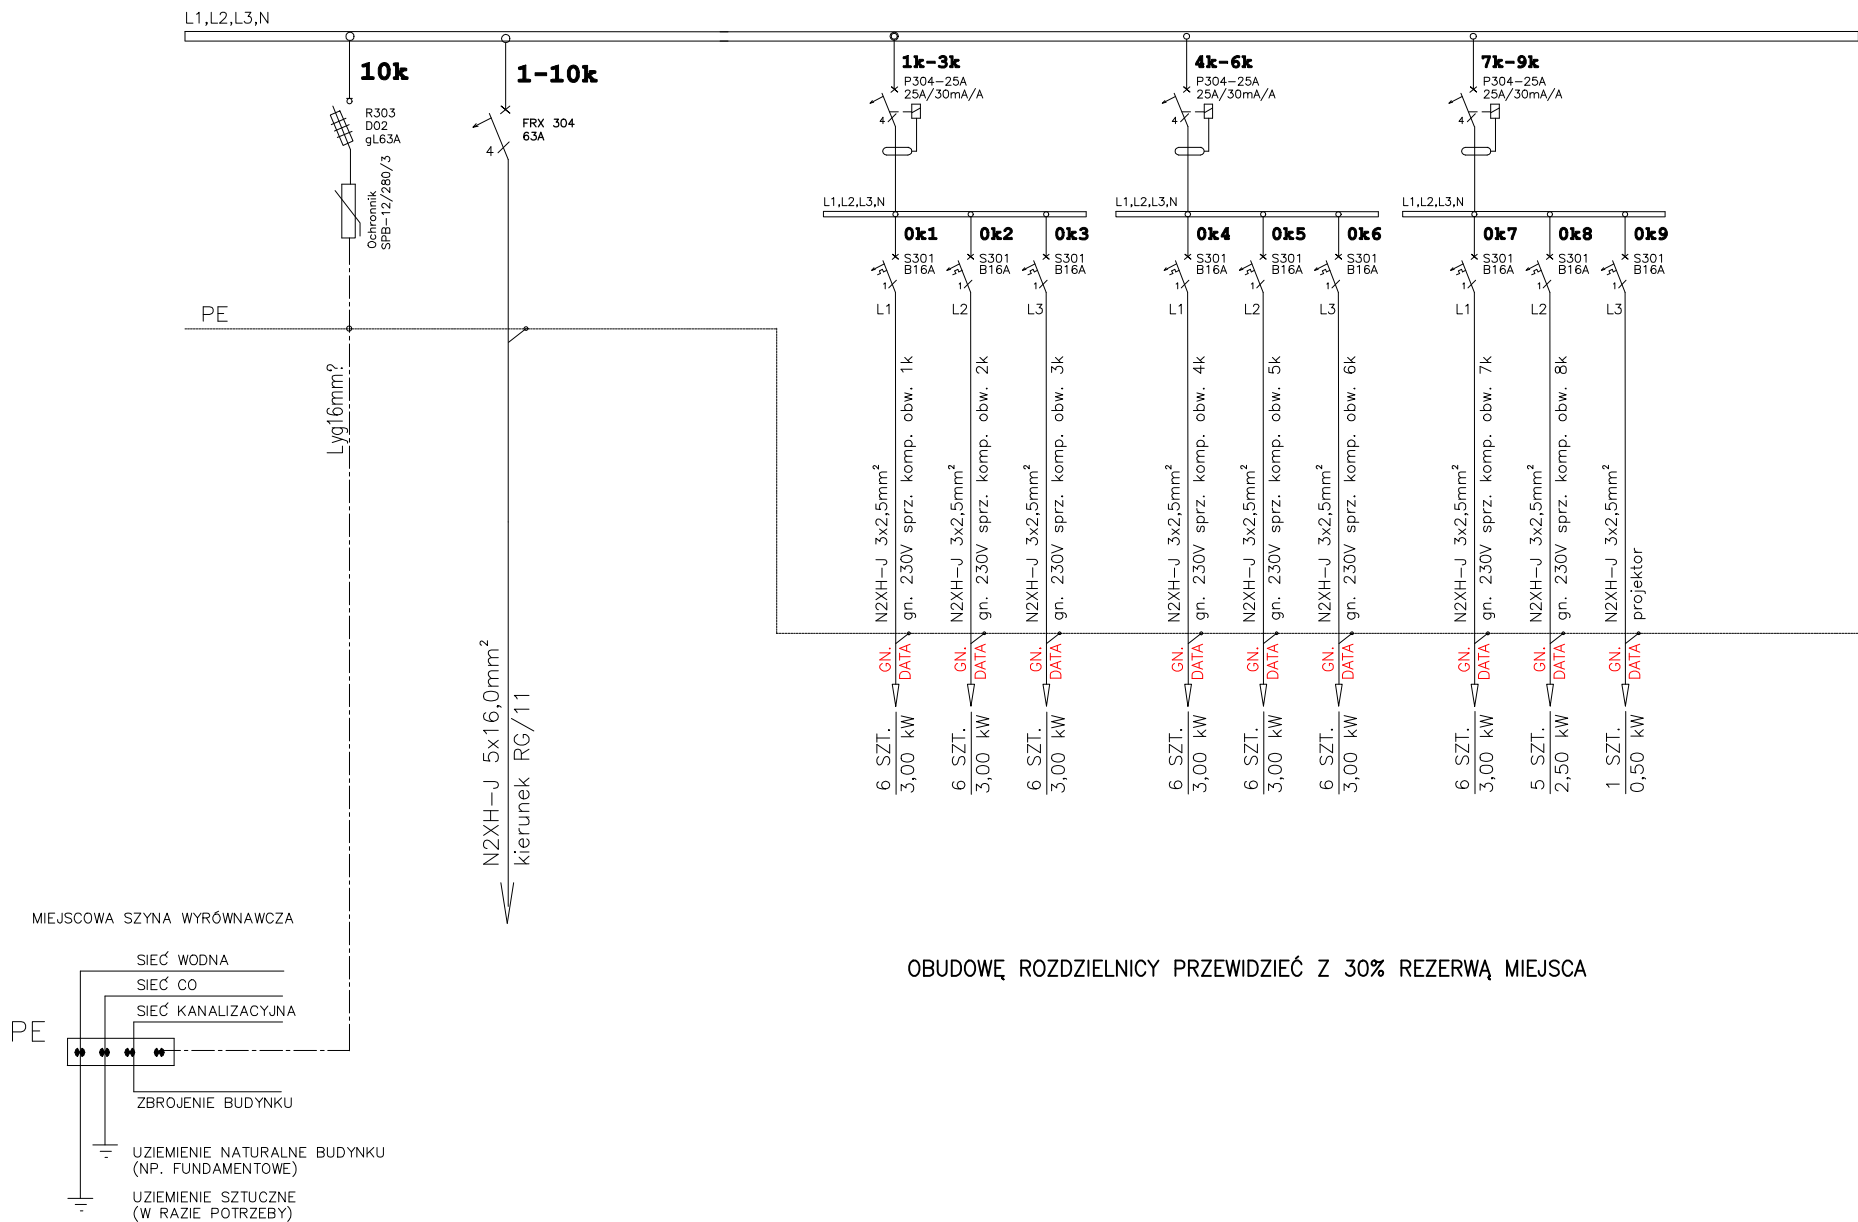 L1,L2,L3,N
10k
R303
D02
gL63A
Ochronnik
SPB-12/280/3
1-10k
FRX 304
63A
4
PE
Lyg16mm?
N2XH-J 5x16,0mm²
kierunek RG/11
1k-3k
P304-25A
25A/30mA/A
4
L1,L2,L3,N
0k1
S301
B16A
1
L1
N2XH-J 3x2,5mm²
gn. 230V sprz. komp. obw. 1k
GN.
DATA
6 SZT.
3,00 kW
0k2
S301
B16A
1
L2
N2XH-J 3x2,5mm²
gn. 230V sprz. komp. obw. 2k
GN.
DATA
6 SZT.
3,00 kW
0k3
S301
B16A
1
L3
N2XH-J 3x2,5mm²
gn. 230V sprz. komp. obw. 3k
GN.
DATA
6 SZT.
3,00 kW
4k-6k
P304-25A
25A/30mA/A
4
L1,L2,L3,N
0k4
S301
B16A
1
L1
N2XH-J 3x2,5mm²
gn. 230V sprz. komp. obw. 4k
GN.
DATA
6 SZT.
3,00 kW
0k5
S301
B16A
1
L2
N2XH-J 3x2,5mm²
gn. 230V sprz. komp. obw. 5k
GN.
DATA
6 SZT.
3,00 kW
0k6
S301
B16A
1
L3
N2XH-J 3x2,5mm²
gn. 230V sprz. komp. obw. 6k
GN.
DATA
6 SZT.
3,00 kW
7k-9k
P304-25A
25A/30mA/A
4
L1,L2,L3,N
0k7
S301
B16A
1
L1
N2XH-J 3x2,5mm²
gn. 230V sprz. komp. obw. 7k
GN.
DATA
6 SZT.
3,00 kW
0k8
S301
B16A
1
L2
N2XH-J 3x2,5mm²
gn. 230V sprz. komp. obw. 8k
GN.
DATA
5 SZT.
2,50 kW
0k9
S301
B16A
1
L3
N2XH-J 3x2,5mm²
projektor
GN.
DATA
1 SZT.
0,50 kW
MIEJSCOWA SZYNA WYRÓWNAWCZA
SIEĆ WODNA
SIEĆ CO
SIEĆ KANALIZACYJNA
PE
ZBROJENIE BUDYNKU
UZIEMIENIE NATURALNE BUDYNKU
(NP. FUNDAMENTOWE)
UZIEMIENIE SZTUCZNE
(W RAZIE POTRZEBY)
OBUDOWĘ ROZDZIELNICY PRZEWIDZIEĆ Z 30% REZERWĄ MIEJSCA